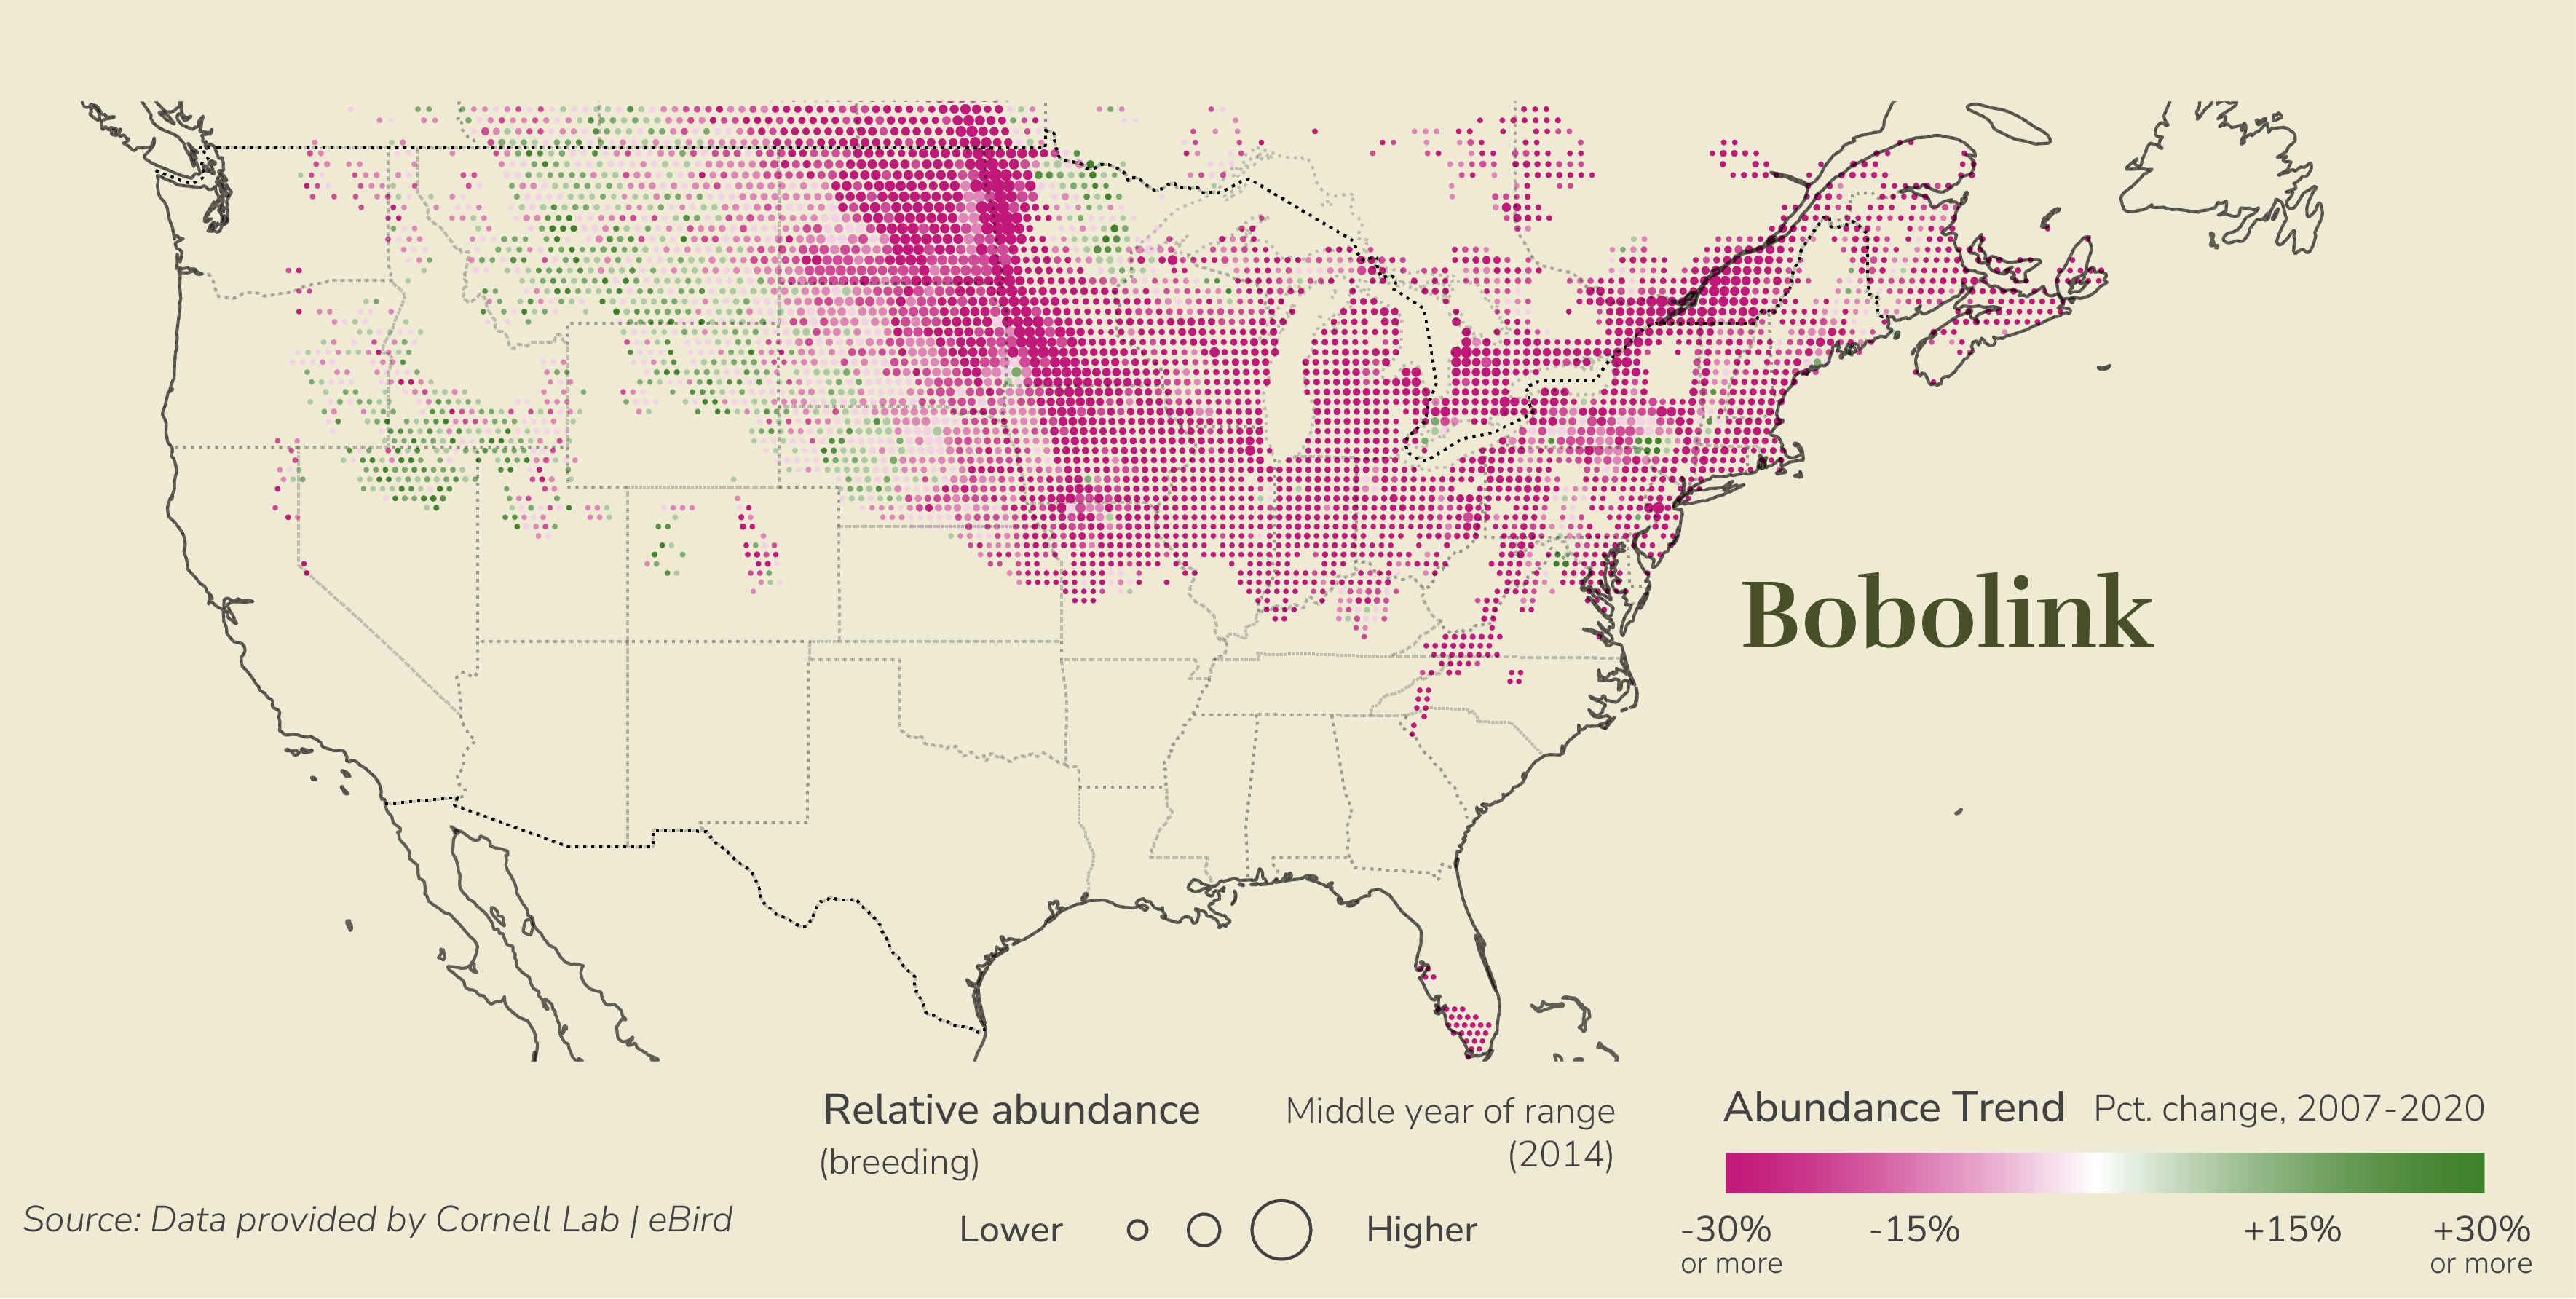 Bobolink
Relative abundance
(breeding)
Middle year of range
(2014)
Lower
Higher
Abundance Trend Pct. change, 2007-2020
-30% -15% +15% +30%
or more or more
Source: Data provided by Cornell Lab | eBird